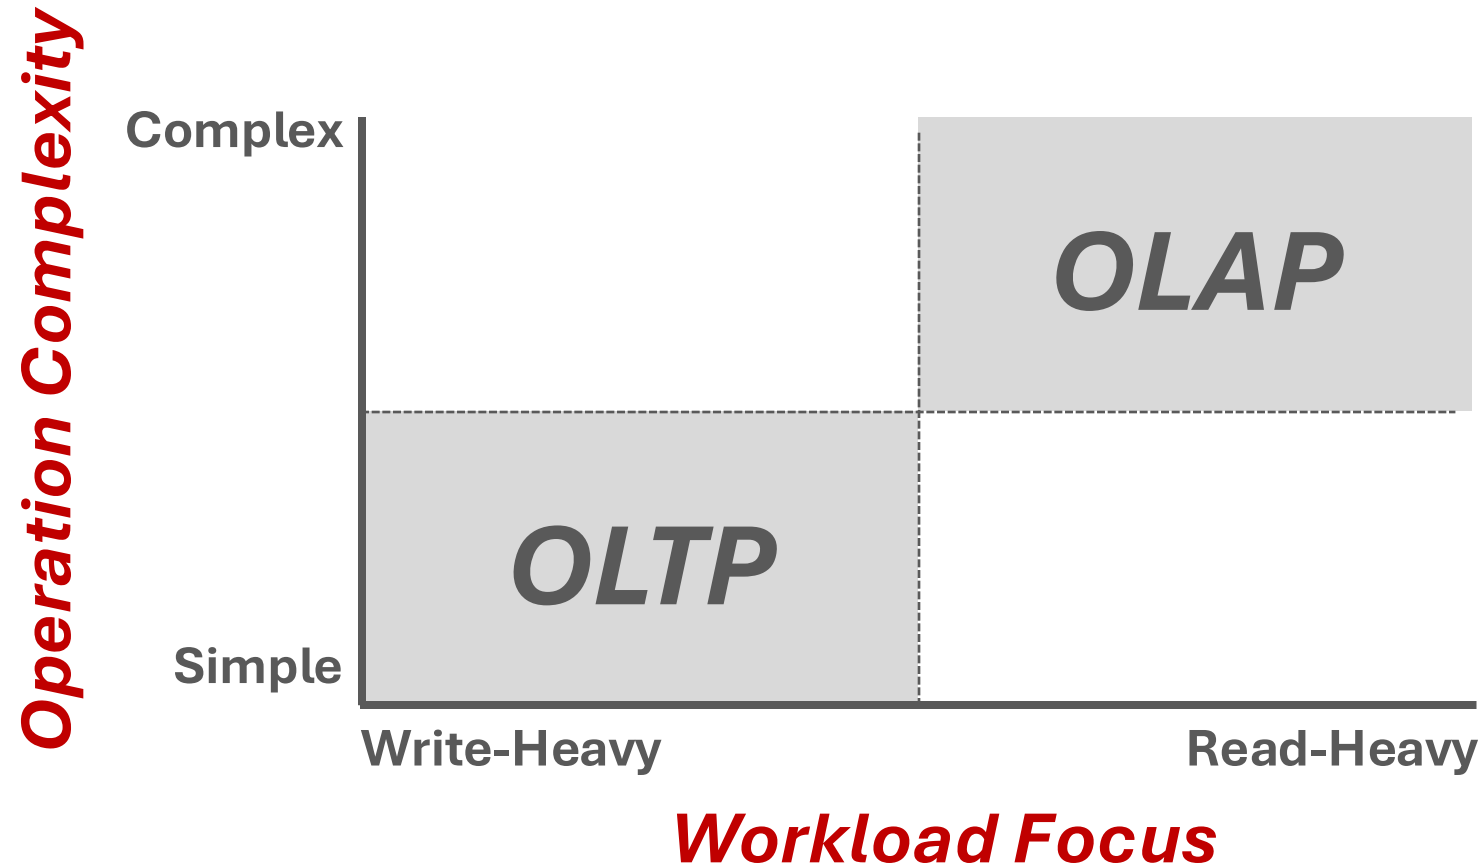 Operation Complexity
Complex
OLAP
OLTP
Simple
Write-Heavy
Read-Heavy
Workload Focus